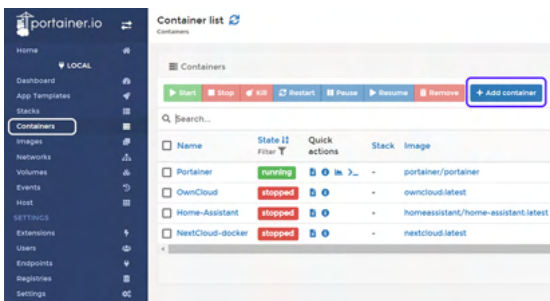 portainer.io
Home
LOCAL
Dashboard
App Templates
Stacks
Containers
Images
Networks
Volumes
Events
Host
SETTINGS
Extensions
Users
Endpoints
Registries
Settings
Container list
Containers
Containers
Start Stop Kill Restart Pause Resume Remove + Add container
Search...
Name State Filter Quick actions Stack Image
Portainer running - portainer/portainer
OwnCloud stopped - owncloud:latest
Home-Assistant stopped - homeassistant/home-assistant:latest
NextCloud-docker stopped - nextcloud:latest